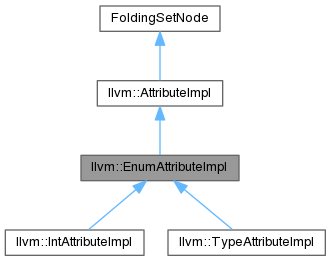 FoldingSetNode
llvm::AttributeImpl
llvm::EnumAttributeImpl
llvm::IntAttributeImpl
llvm::TypeAttributeImpl